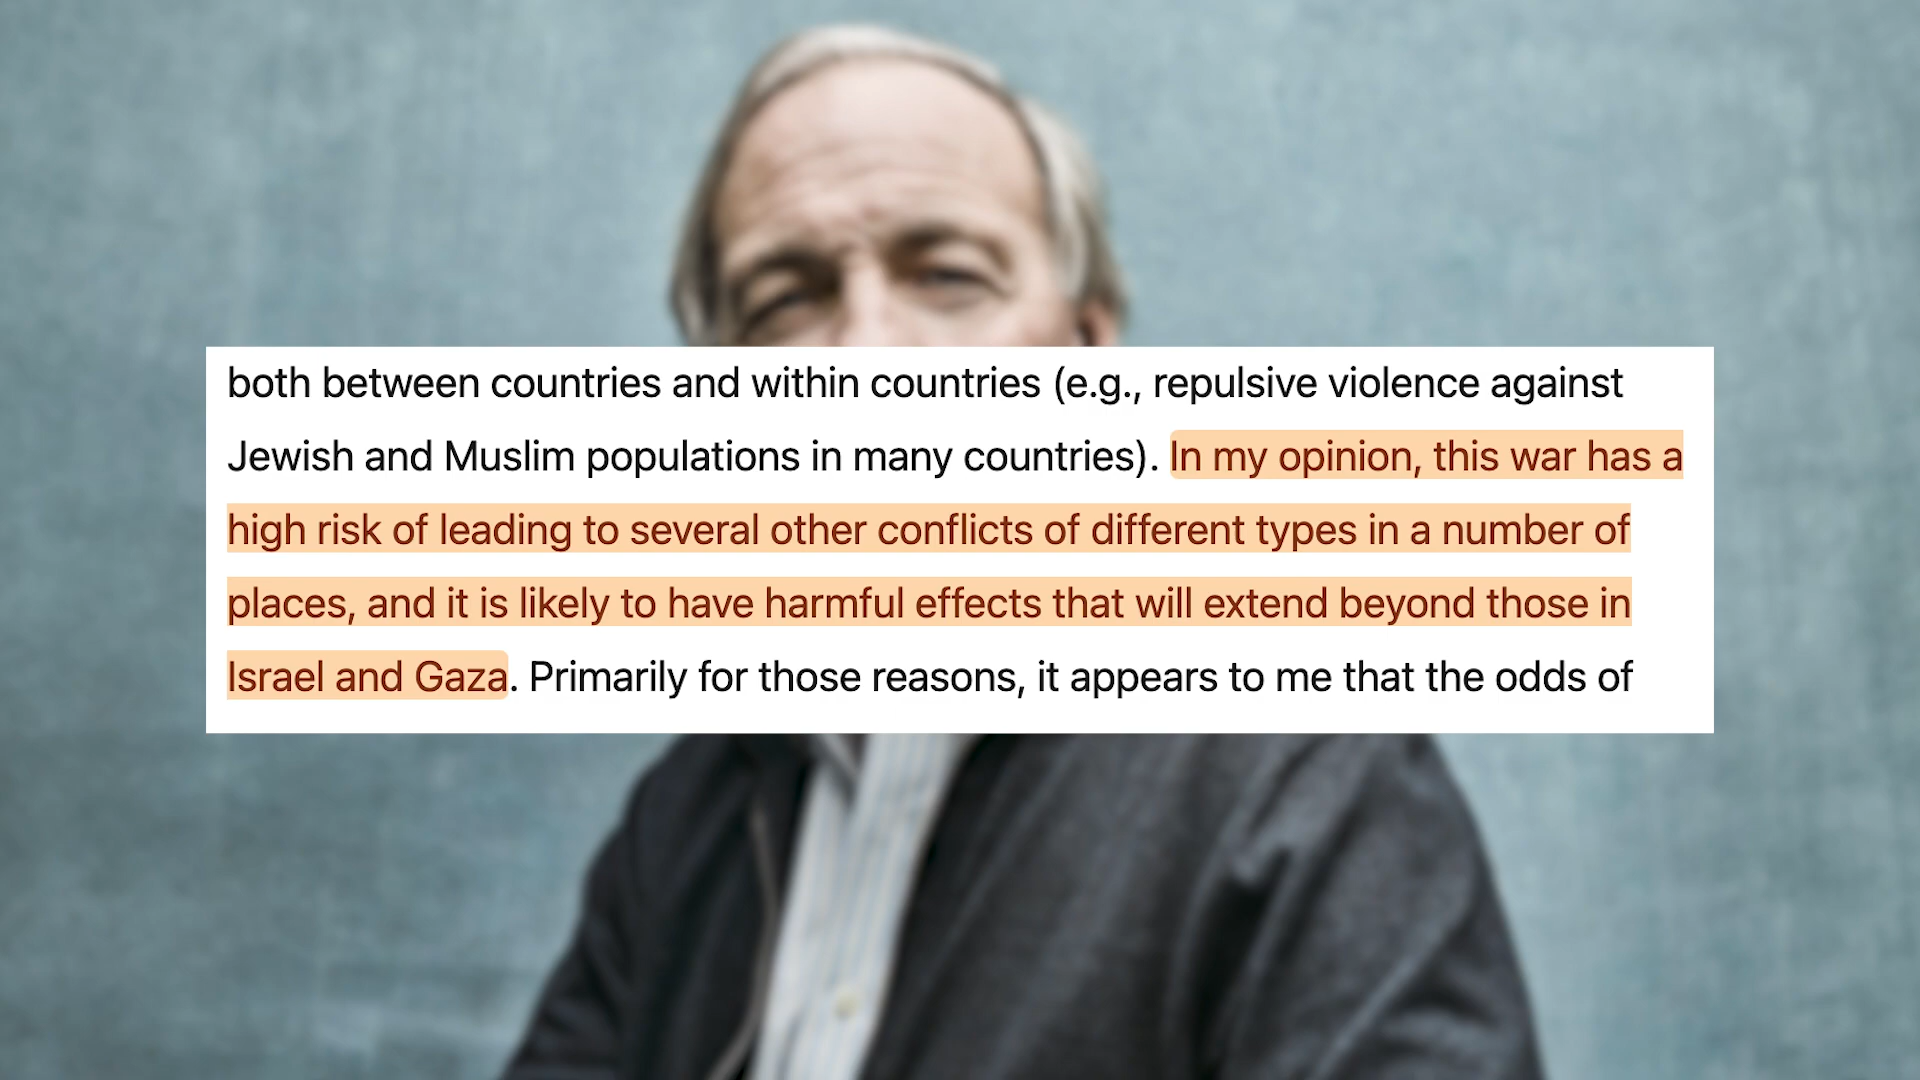 both between countries and within countries (e.g., repulsive violence against
Jewish and Muslim populations in many countries). In my opinion, this war has a
high risk of leading to several other conflicts of different types in a number of
places, and it is likely to have harmful effects that will extend beyond those in
Israel and Gaza. Primarily for those reasons, it appears to me that the odds of